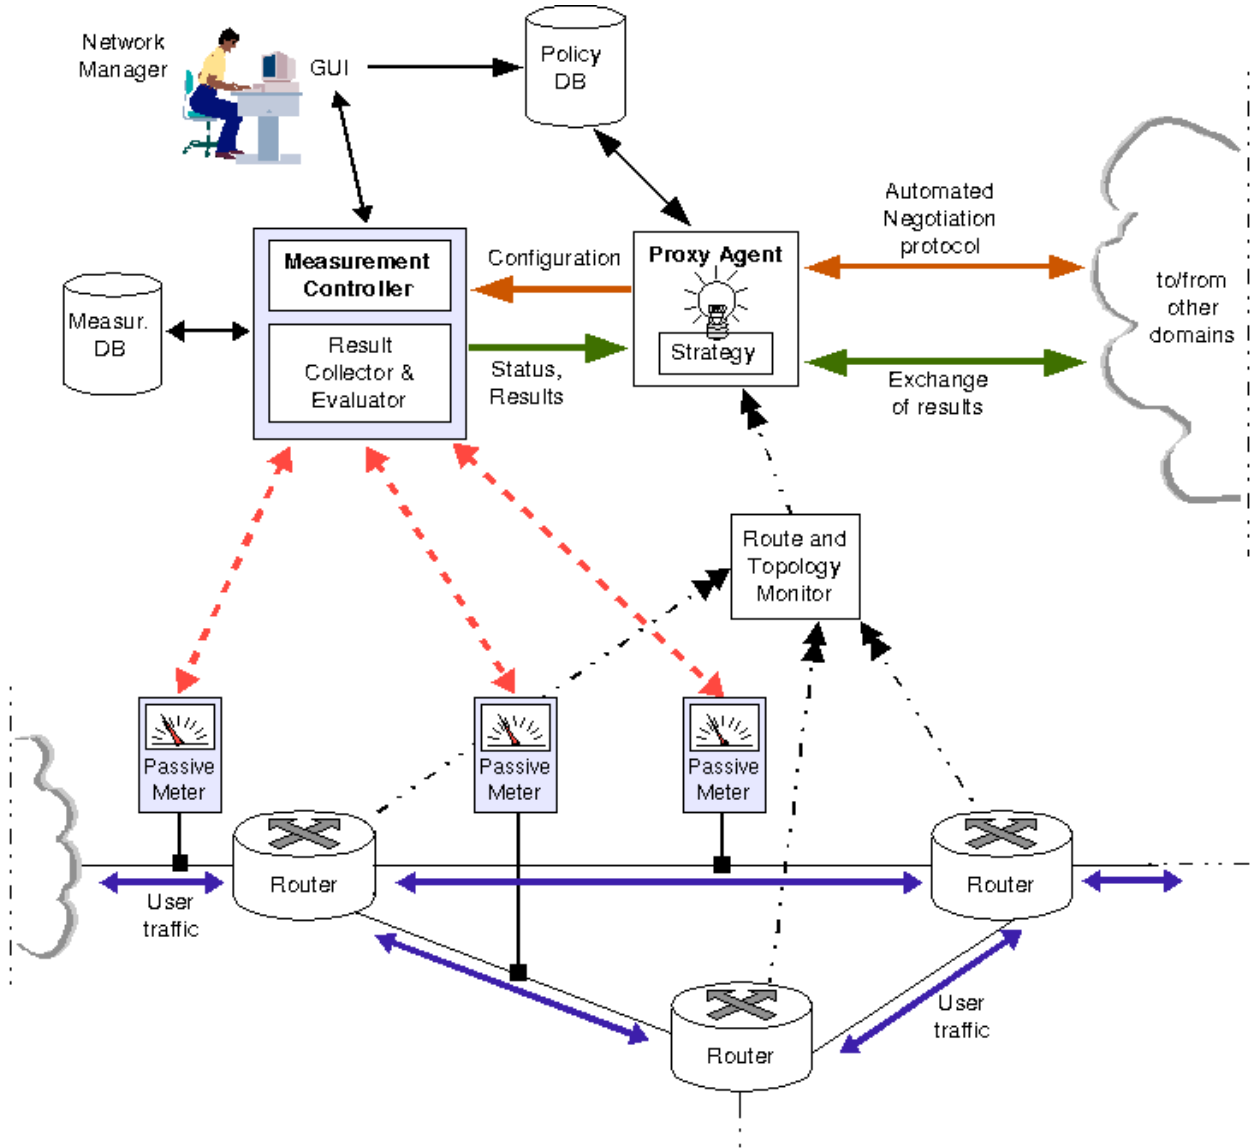 Network
Manager
GUI
Policy
DB
Automated
Negotiation
protocol
Measurement
Controller
Configuration
Proxy Agent
to/from
other
domains
Measur.
DB
Result
Collector &
Evaluator
Status,
Results
Strategy
Exchange
of results
Route and
Topology
Monitor
Passive
Meter
Passive
Meter
Passive
Meter
Router
Router
User
traffic
Router
User
traffic